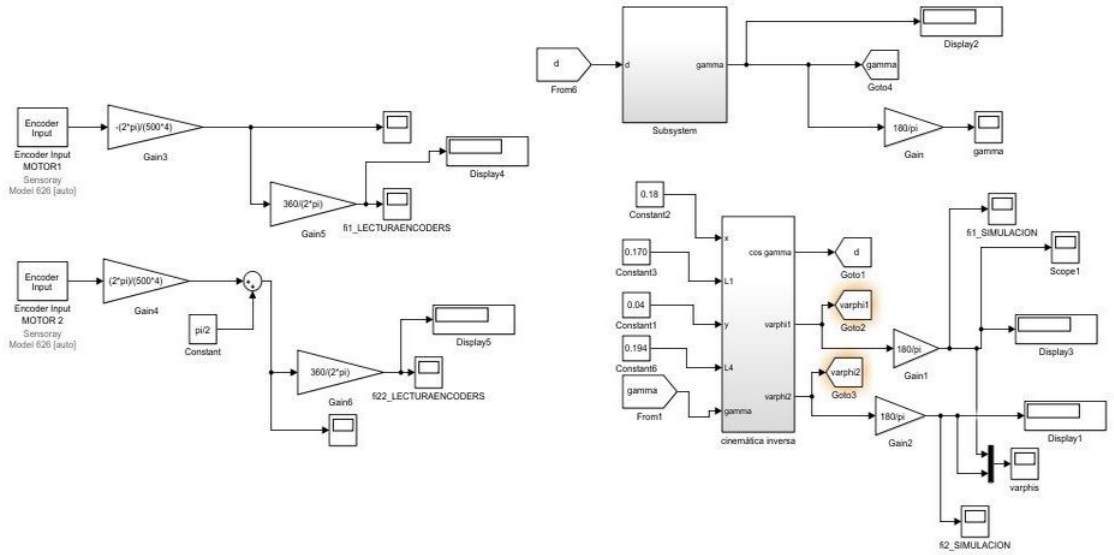 Encoder
Input
Encoder Input
MOTOR1
Sensoray
Model 626 [auto]
-(2*pi)/(500*4)
Gain3
360/(2*pi)
Gain5
Display4
fi1_LECTURAENCODERS
Encoder
Input
Encoder Input
MOTOR 2
Sensoray
Model 626 [auto]
(2*pi)/(500*4)
Gain4
pi/2
Constant
360/(2*pi)
Gain6
Display5
fi22_LECTURAENCODERS
d
From6
d
gamma
Subsystem
Display2
gamma
Goto4
180/pi
Gain
gamma
0.18
Constant2
0.170
Constant3
0.04
Constant1
0.194
Constant6
gamma
From1
x
L1
y
L4
gamma
cos gamma
varphi1
varphi2
cinemática inversa
d
Goto1
varphi1
Goto2
varphi2
Goto3
180/pi
Gain1
180/pi
Gain2
fi1_SIMULACION
Scope1
Display3
Display1
varphis
fi2_SIMULACION